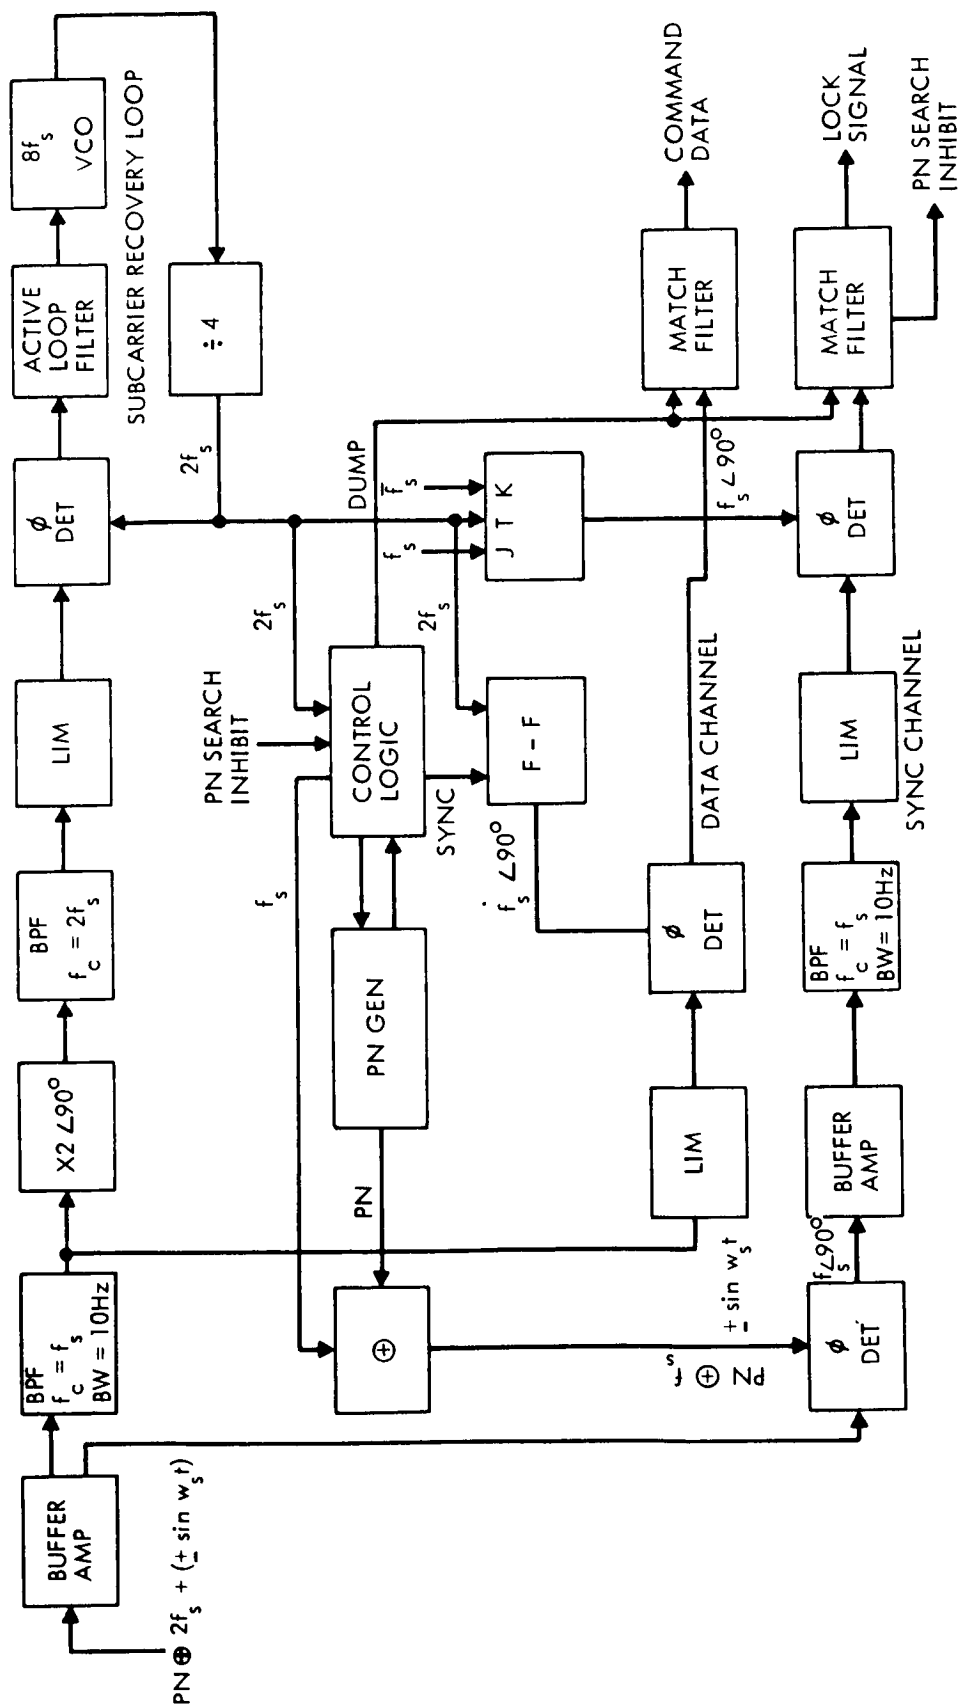 PN ⊕ 2f_s + (± sin w_s t)
BUFFER
AMP
BPF
f_c = f_s
BW = 10Hz
X2 ∠90°
BPF
f_c = 2f_s
LIM
ϕ
DET
ACTIVE
LOOP
FILTER
8f_s
VCO
SUBCARRIER RECOVERY LOOP
÷ 4
2f_s
2f_s
PN SEARCH
INHIBIT
f_s
CONTROL
LOGIC
DUMP
PN GEN
PN
⊕
SYNC
2f_s
F-F
f_s ∠90°
f_s
f̅_s
J T K
LIM
ϕ
DET
DATA CHANNEL
f_s ∠90°
MATCH
FILTER
COMMAND
DATA
PN ⊕ f_s
± sin w_s t
ϕ
DET
f_s∠90°
BUFFER
AMP
BPF
f_c = f_s
BW = 10Hz
LIM
SYNC CHANNEL
ϕ
DET
MATCH
FILTER
LOCK
SIGNAL
PN SEARCH
INHIBIT